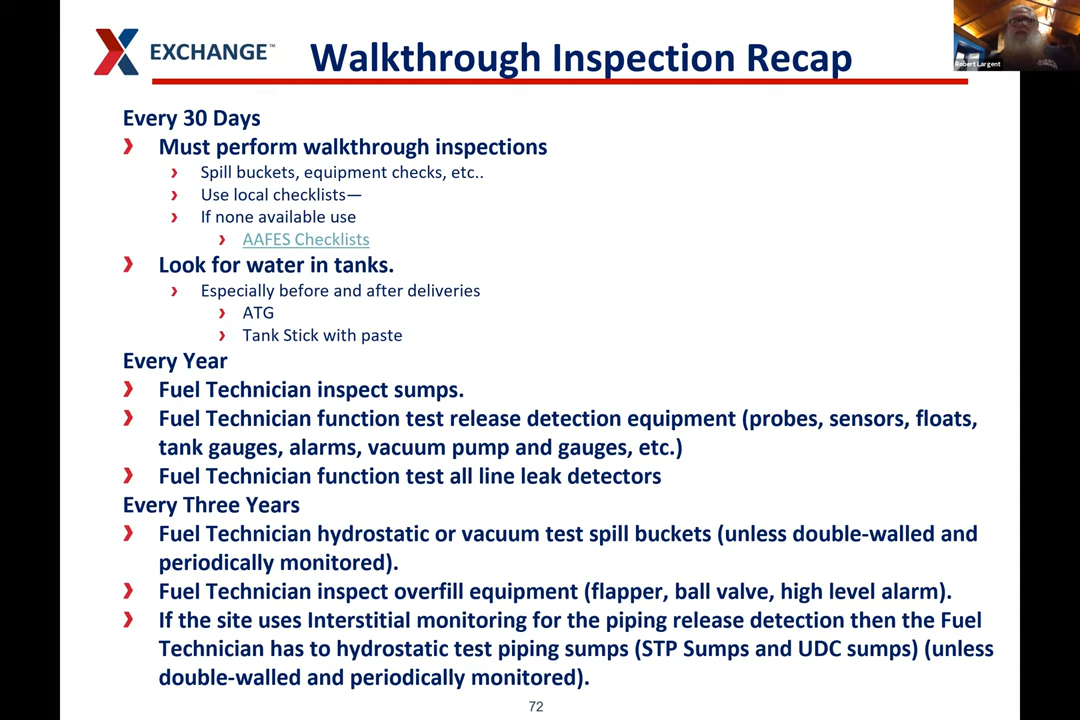 EXCHANGE™
Walkthrough Inspection Recap
Robert Largent
Every 30 Days
› Must perform walkthrough inspections
› Spill buckets, equipment checks, etc..
› Use local checklists—
› If none available use
› AAFES Checklists
› Look for water in tanks.
› Especially before and after deliveries
› ATG
› Tank Stick with paste
Every Year
› Fuel Technician inspect sumps.
› Fuel Technician function test release detection equipment (probes, sensors, floats,
tank gauges, alarms, vacuum pump and gauges, etc.)
› Fuel Technician function test all line leak detectors
Every Three Years
› Fuel Technician hydrostatic or vacuum test spill buckets (unless double-walled and
periodically monitored).
› Fuel Technician inspect overfill equipment (flapper, ball valve, high level alarm).
› If the site uses Interstitial monitoring for the piping release detection then the Fuel
Technician has to hydrostatic test piping sumps (STP Sumps and UDC sumps) (unless
double-walled and periodically monitored).
72